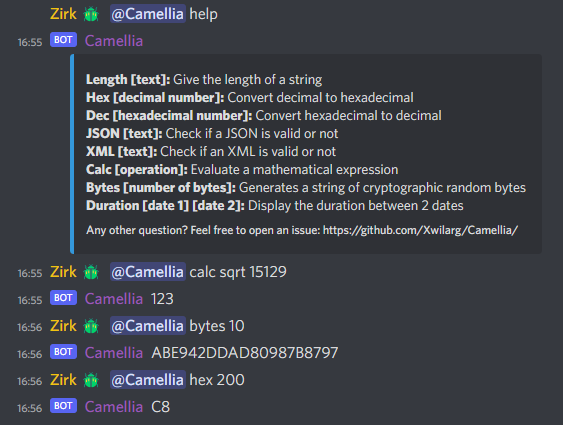 Zirk @Camellia help
16:55 BOT Camellia
Length [text]: Give the length of a string
Hex [decimal number]: Convert decimal to hexadecimal
Dec [hexadecimal number]: Convert hexadecimal to decimal
JSON [text]: Check if a JSON is valid or not
XML [text]: Check if an XML is valid or not
Calc [operation]: Evaluate a mathematical expression
Bytes [number of bytes]: Generates a string of cryptographic random bytes
Duration [date 1] [date 2]: Display the duration between 2 dates
Any other question? Feel free to open an issue: https://github.com/Xwilarg/Camellia/
16:55 Zirk @Camellia calc sqrt 15129
16:55 BOT Camellia 123
16:56 Zirk @Camellia bytes 10
16:56 BOT Camellia ABE942DDAD80987B8797
16:56 Zirk @Camellia hex 200
16:56 BOT Camellia C8